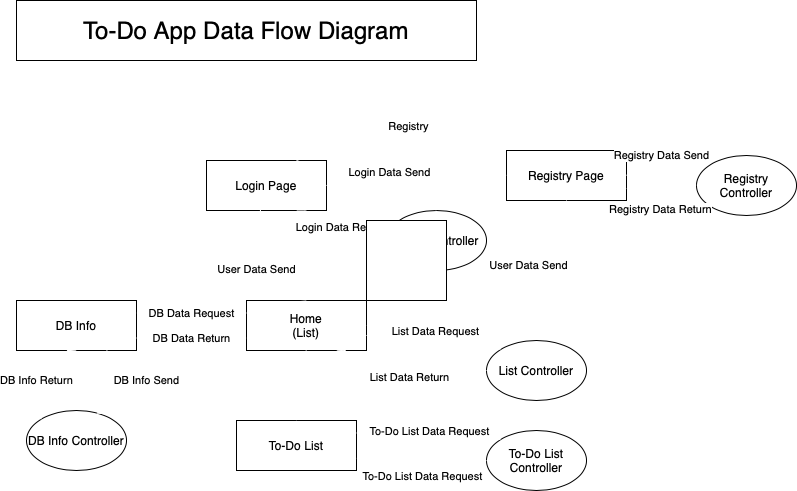 To-Do App Data Flow Diagram
Registry
Registry Data Send
Login Page
Login Data Send
Registry Page
Registry
Controller
Registry Data Return
Login Data Re
troller
User Data Send
User Data Send
DB Info
DB Data Request
DB Data Return
Home
(List)
List Data Request
List Data Return
List Controller
DB Info Return
DB Info Send
DB Info Controller
To-Do List
To-Do List Data Request
To-Do List
Controller
To-Do List Data Request